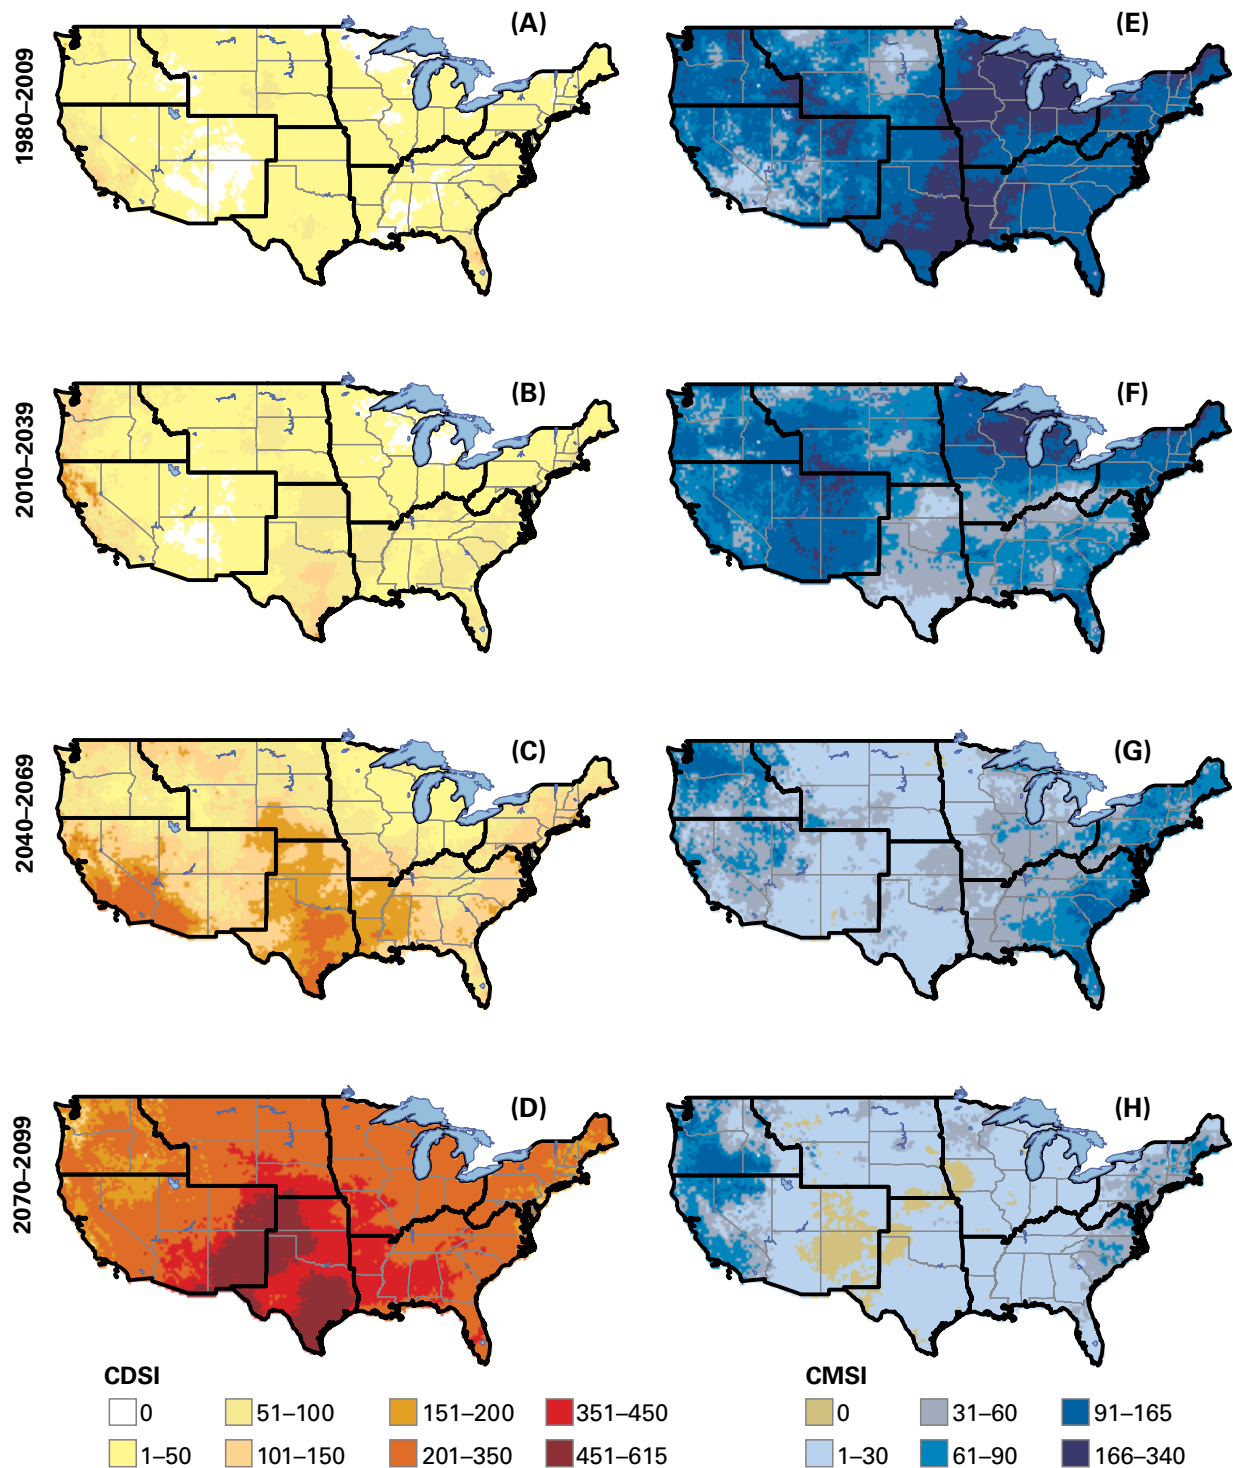 1980–2009
(A)
(E)
2010–2039
(B)
(F)
2040–2069
(C)
(G)
2070–2099
(D)
(H)
CDSI
0
51–100
151–200
351–450
1–50
101–150
201–350
451–615
CMSI
0
31–60
91–165
1–30
61–90
166–340